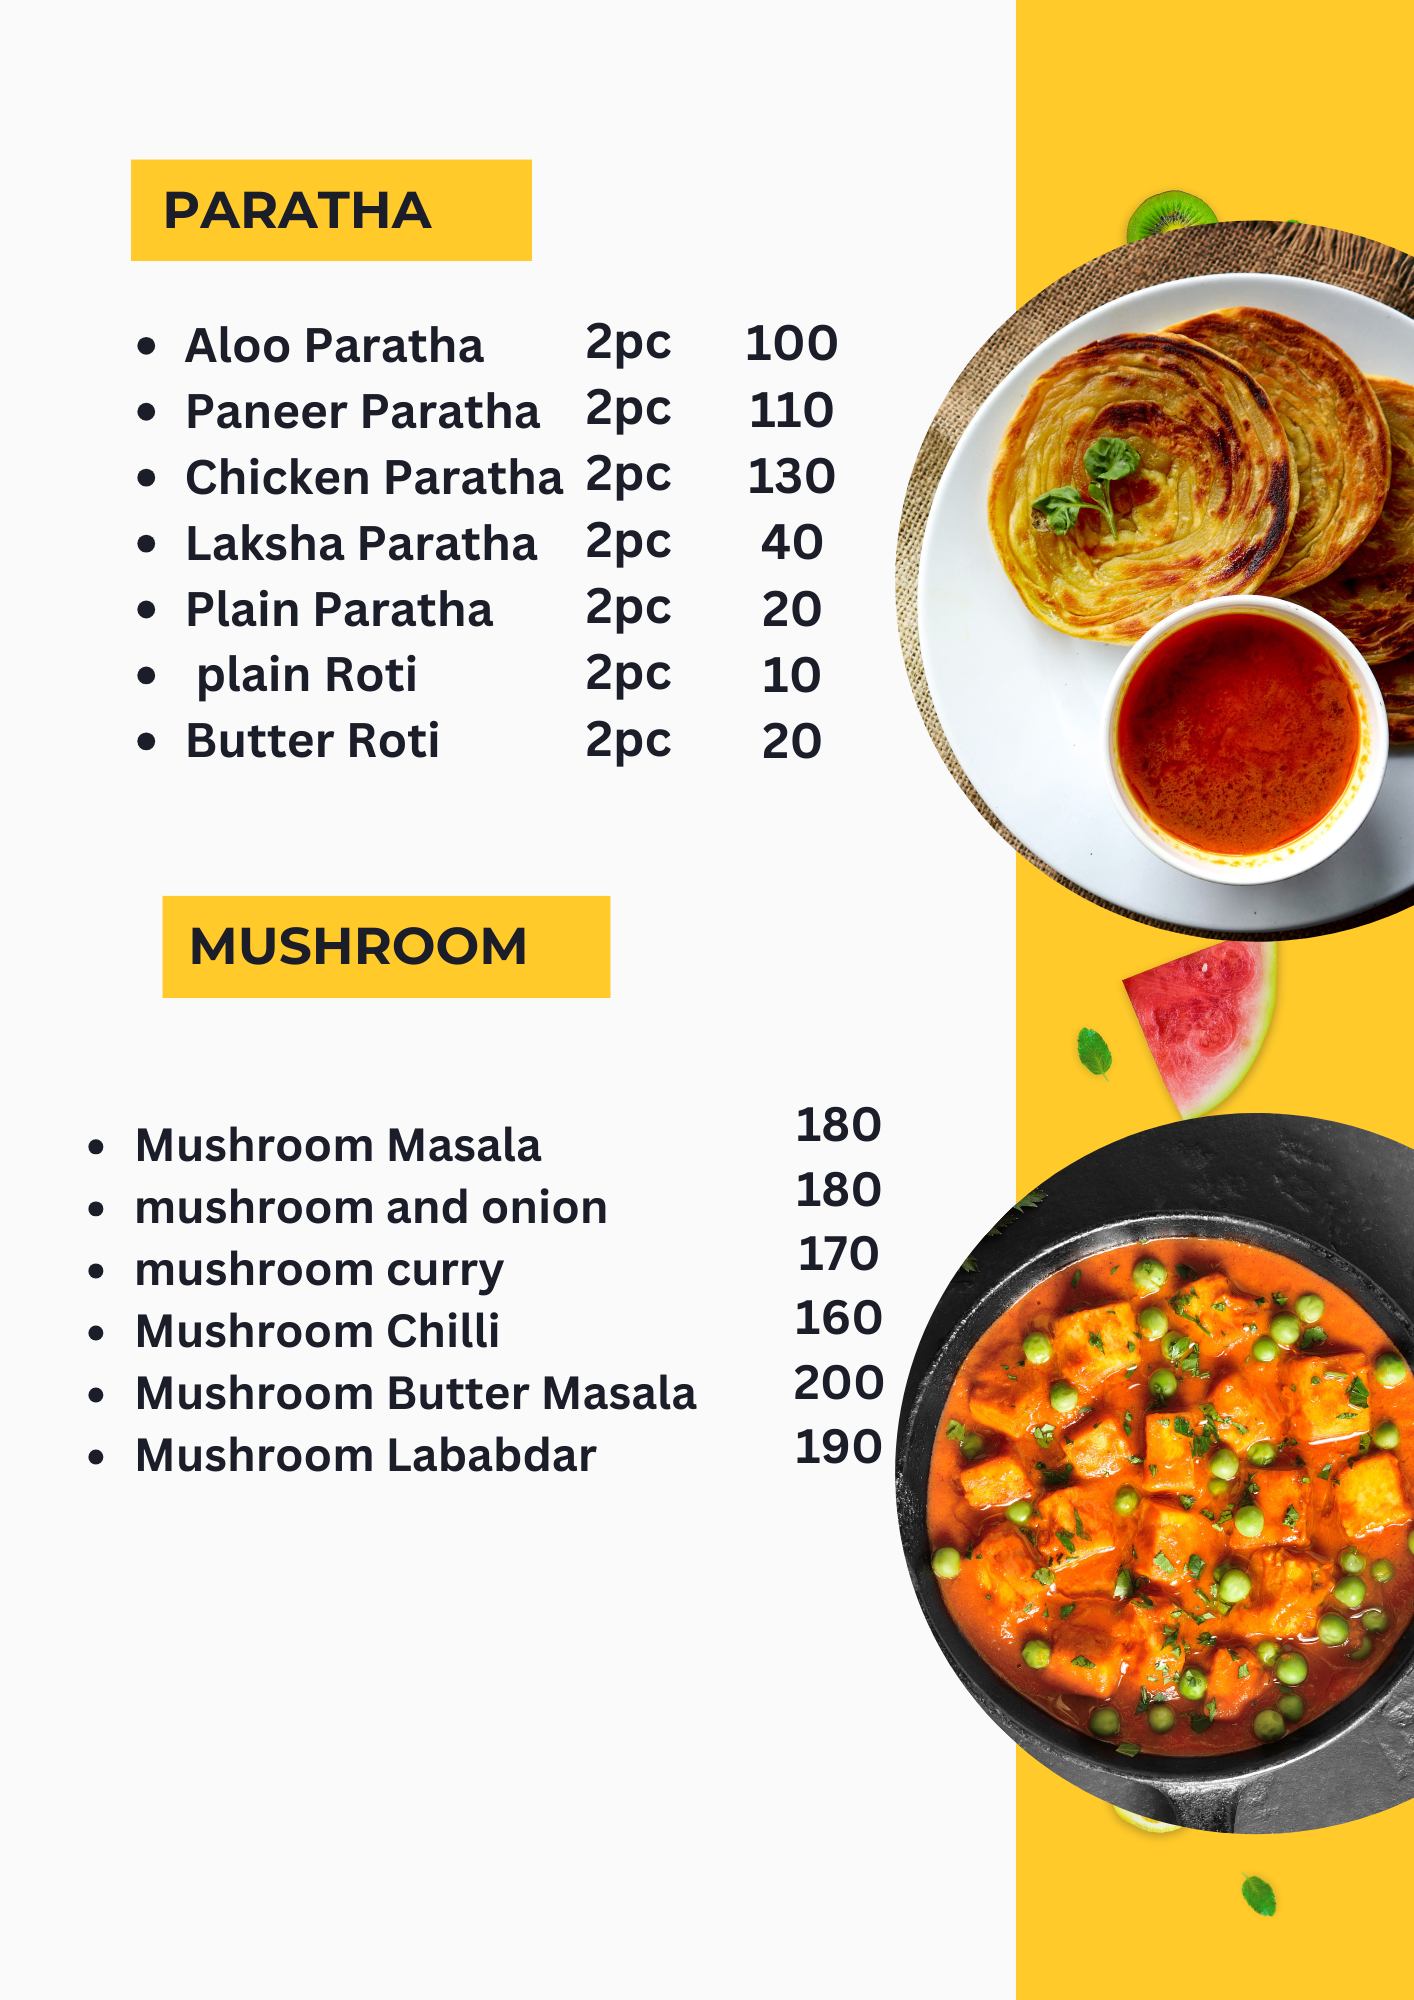 PARATHA
Aloo Paratha 2pc 100
Paneer Paratha 2pc 110
Chicken Paratha 2pc 130
Laksha Paratha 2pc 40
Plain Paratha 2pc 20
plain Roti 2pc 10
Butter Roti 2pc 20
MUSHROOM
Mushroom Masala 180
mushroom and onion 180
mushroom curry 170
Mushroom Chilli 160
Mushroom Butter Masala 200
Mushroom Lababdar 190